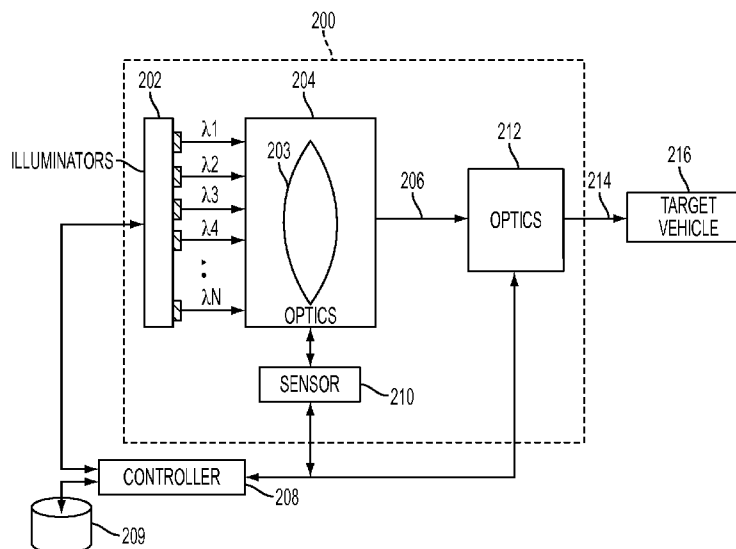 200
202
204
ILLUMINATORS
λ1
λ2
λ3
λ4
λN
203
OPTICS
206
212
OPTICS
214
216
TARGET
VEHICLE
SENSOR
210
CONTROLLER
208
209